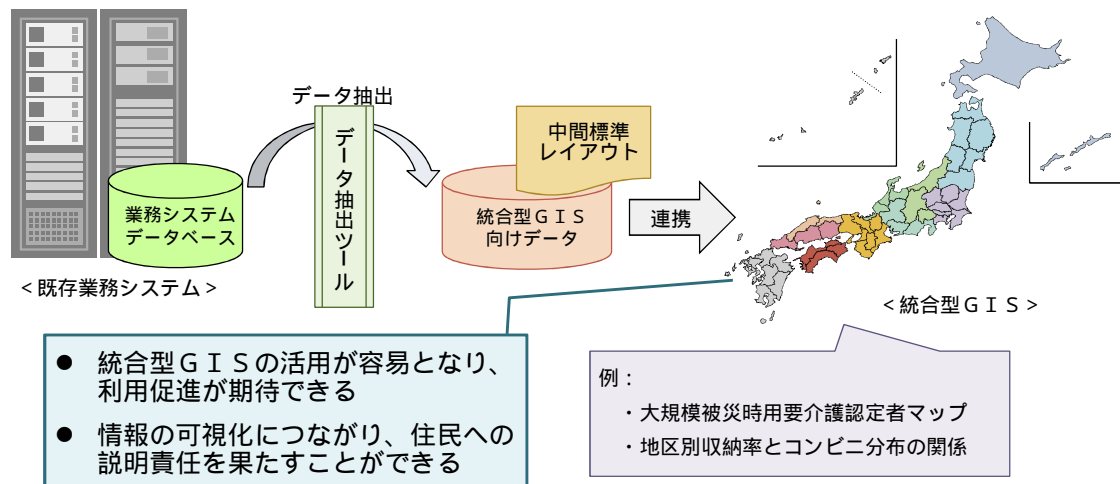 データ抽出
データ抽出ツール
中間標準
レイアウト
業務システム
データベース
統合型ＧＩＳ
向けデータ
連携
＜既存業務システム＞
＜統合型ＧＩＳ＞
● 統合型ＧＩＳの活用が容易となり、
利用促進が期待できる
● 情報の可視化につながり、住民への
説明責任を果たすことができる
例：
・大規模被災時用要介護認定者マップ
・地区別収納率とコンビニ分布の関係